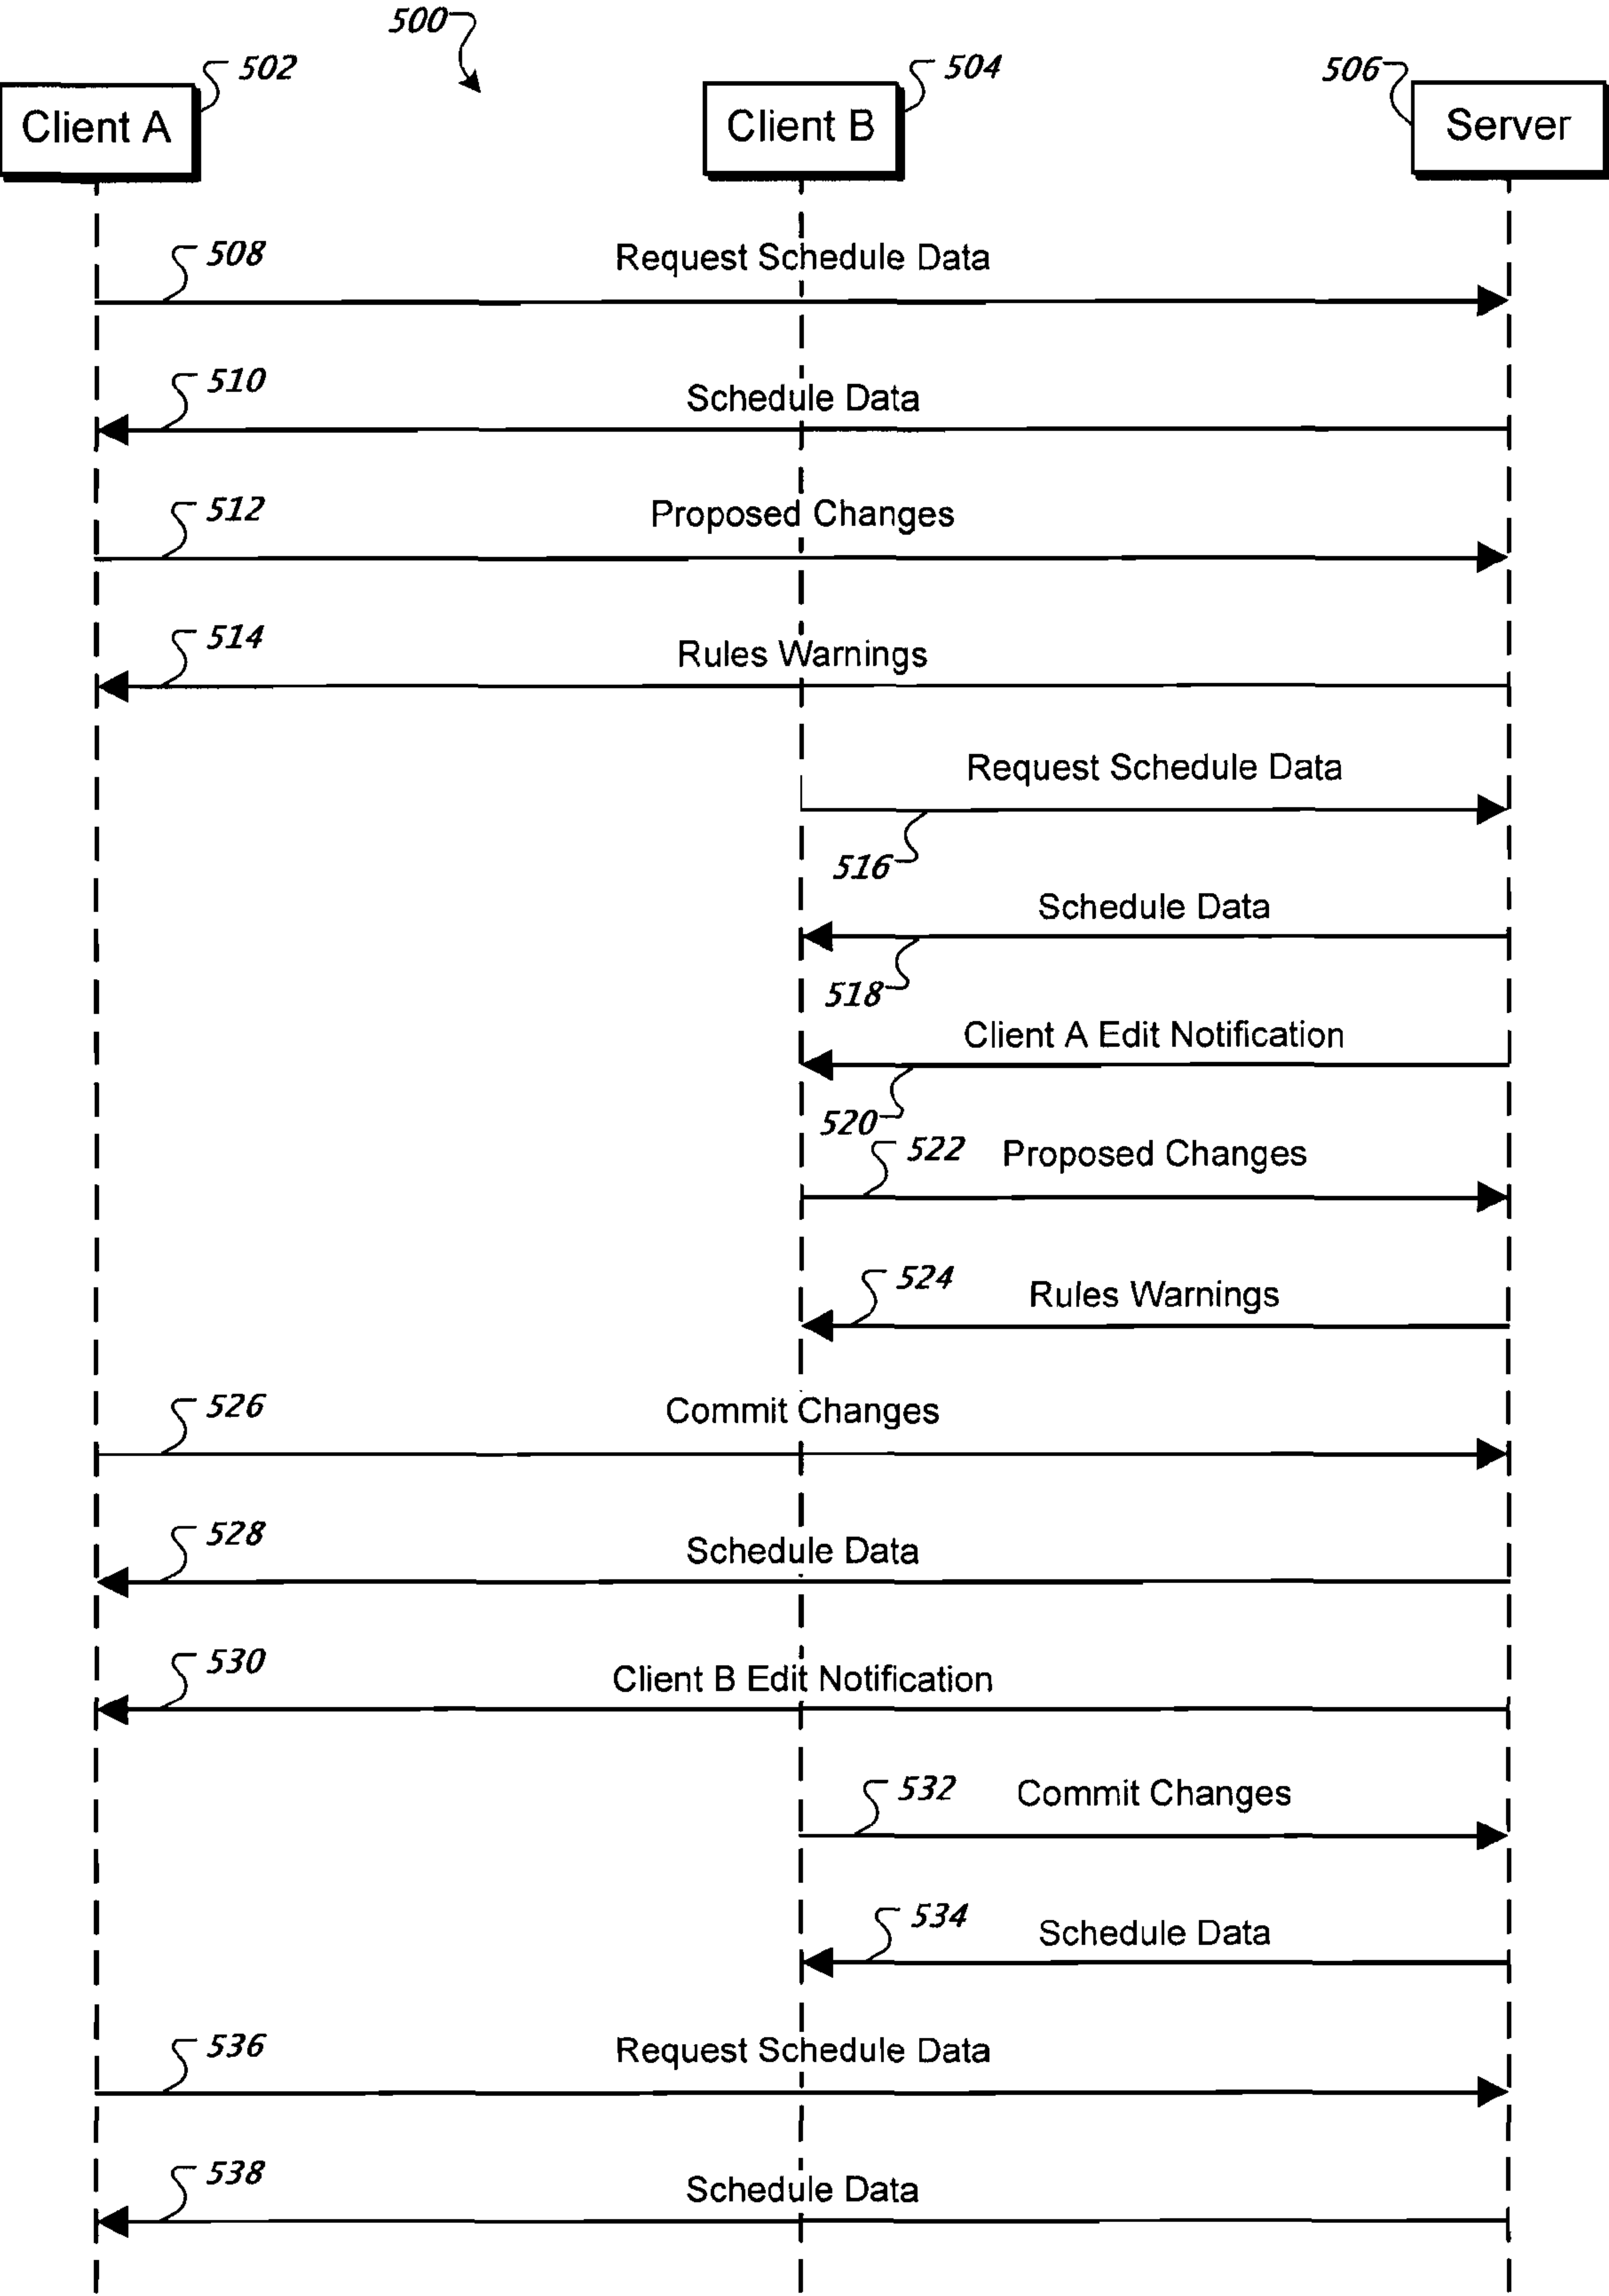 500
502
504
506
Client A
Client B
Server
508
Request Schedule Data
510
Schedule Data
512
Proposed Changes
514
Rules Warnings
Request Schedule Data
516
Schedule Data
518
Client A Edit Notification
520
522
Proposed Changes
524
Rules Warnings
526
Commit Changes
528
Schedule Data
530
Client B Edit Notification
532
Commit Changes
534
Schedule Data
536
Request Schedule Data
538
Schedule Data